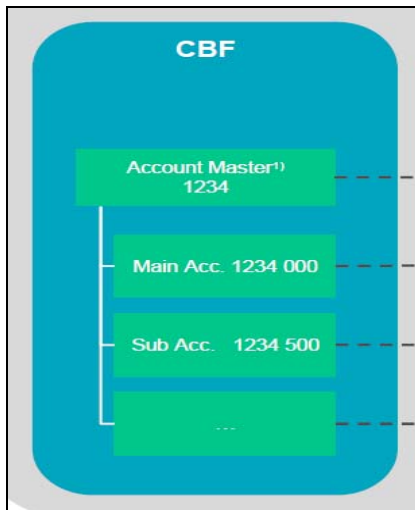 CBF
Account Master¹⁾
1234
Main Acc. 1234 000
Sub Acc. 1234 500
...